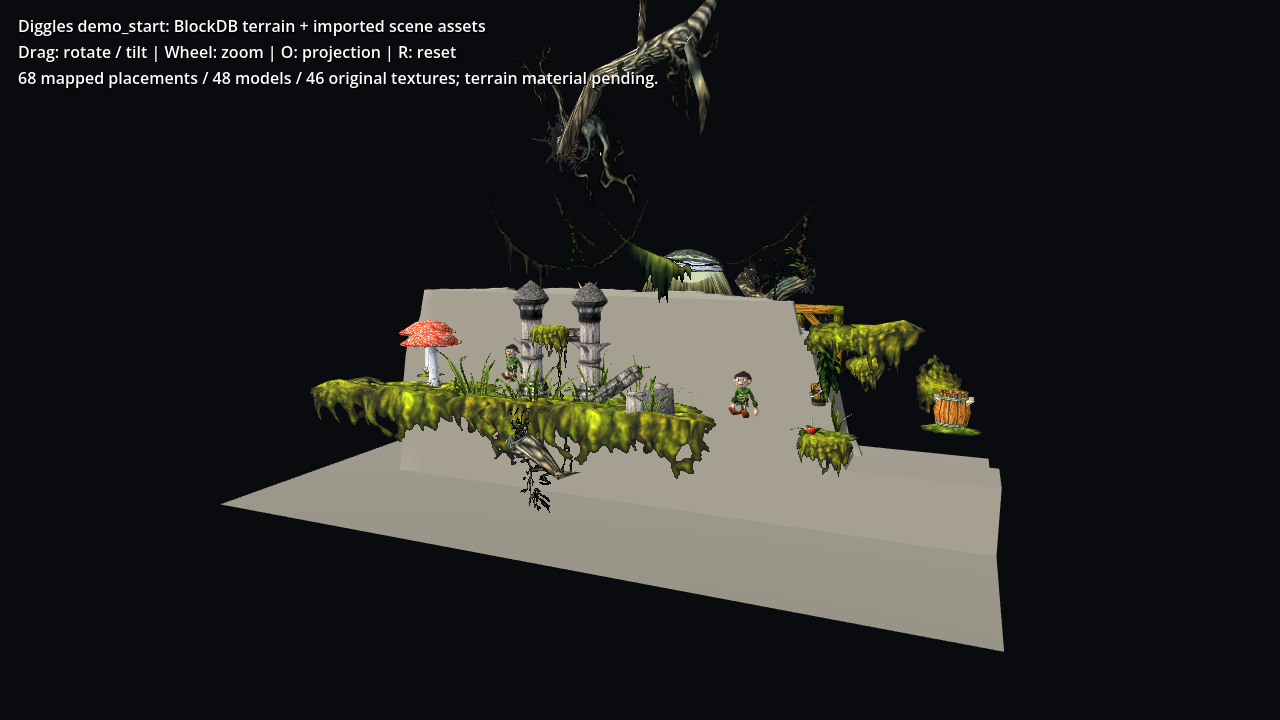 Diggles demo_start: BlockDB terrain + imported scene assets
Drag: rotate / tilt | Wheel: zoom | O: projection | R: reset
68 mapped placements / 48 models / 46 original textures; terrain material pending.